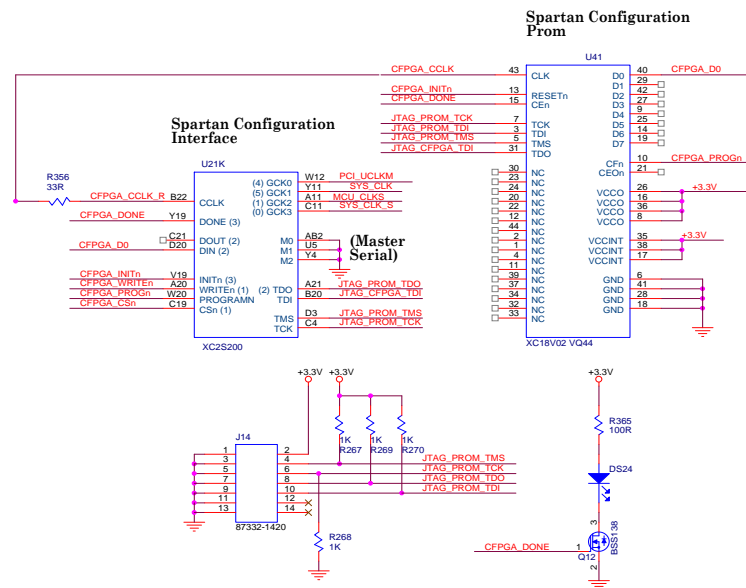 Spartan Configuration
Prom
U41
CFPGA_CCLK 43 CLK D0 40 CFPGA_D0
D1 29
CFPGA_INITn 13 RESETn D2 42
CFPGA_DONE 15 CEn D3 27
D4 9
JTAG_PROM_TCK 7 TCK D5 25
JTAG_PROM_TDI 3 TDI D6 14
JTAG_PROM_TMS 5 TMS D7 19
JTAG_CFPGA_TDI 31 TDO
CFn 10 CFPGA_PROGn
CEOn 21
30 NC
23 NC
24 NC VCCO 26 +3.3V
20 NC VCCO 16
22 NC VCCO 36
12 NC VCCO 8
44 NC
2 NC VCCINT 35 +3.3V
1 NC VCCINT 38
4 NC VCCINT 17
11 NC
39 NC GND 6
37 NC GND 41
34 NC GND 28
32 NC GND 18
33 NC
XC18V02 VQ44
Spartan Configuration
Interface
U21K
R356
33R
(4) GCK0 W12 PCI_UCLKM
(5) GCK1 Y11 SYS_CLK
CFPGA_CCLK_R B22 CCLK (1) GCK2 A11 MCU_CLKS
(0) GCK3 C11 SYS_CLK_S
CFPGA_DONE Y19 DONE (3)
C21 DOUT (2) M0 AB2
CFPGA_D0 D20 DIN (2) M1 U5
M2 Y4
(Master
Serial)
CFPGA_INITn V19 INITn (3)
CFPGA_WRITEn A20 WRITEn (1) (2) TDO A21 JTAG_PROM_TDO
CFPGA_PROGn W20 PROGRAMN TDI B20 JTAG_CFPGA_TDI
CFPGA_CSn C19 CSn (1)
TMS D3 JTAG_PROM_TMS
TCK C4 JTAG_PROM_TCK
XC2S200
+3.3V +3.3V
J14
1K 1K 1K
R267 R269 R270
1 2
3 4 JTAG_PROM_TMS
5 6 JTAG_PROM_TCK
7 8 JTAG_PROM_TDO
9 10 JTAG_PROM_TDI
11 12
13 14
87332-1420
R268
1K
+3.3V
R365
100R
DS24
3
BSS138
CFPGA_DONE 1
Q12
2